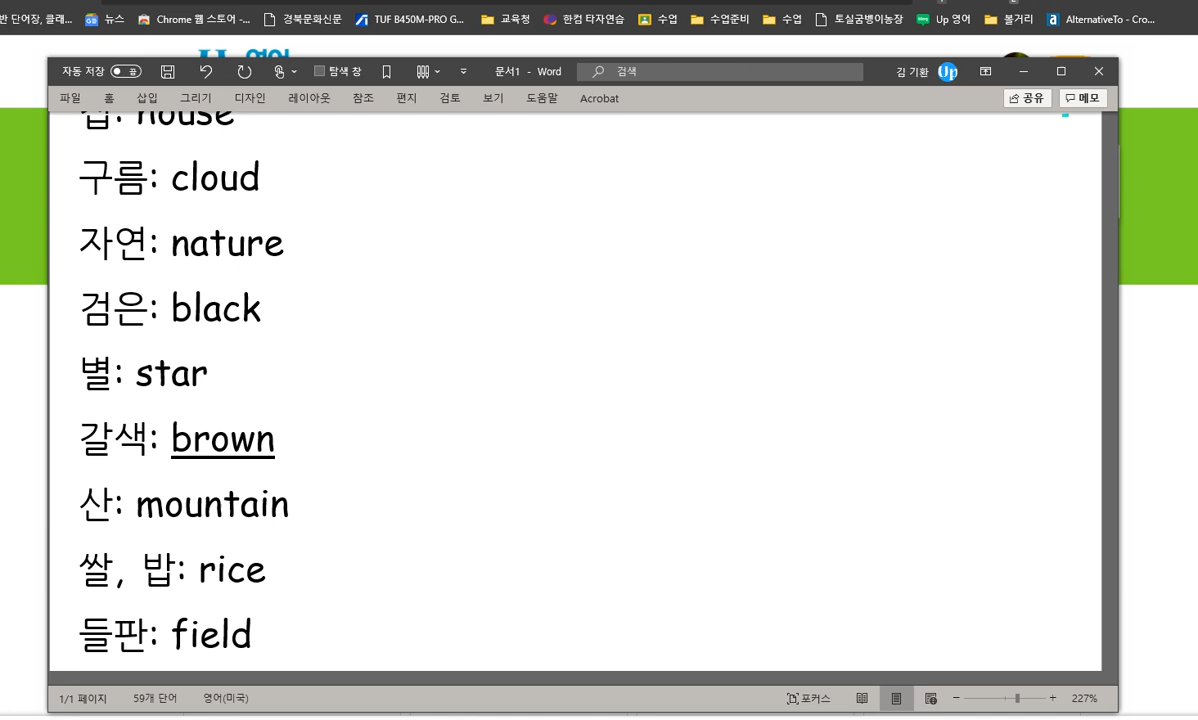 반 단어장, 클래... 뉴스 Chrome 웹 스토어 -... 경북문화신문 TUF B450M-PRO G... 교육청 한컴 타자연습 수업 수업준비 수업 토실굼벵이농장 Up 영어 볼거리 AlternativeTo - Cro...
자동 저장 끔 탐색 창 문서1 - Word 검색 김 기환 Up
파일 홈 삽입 그리기 디자인 레이아웃 참조 편지 검토 보기 도움말 Acrobat 공유 메모
집: house
구름: cloud
자연: nature
검은: black
별: star
갈색: brown
산: mountain
쌀, 밥: rice
들판: field
1/1 페이지 59개 단어 영어(미국) 포커스 227%